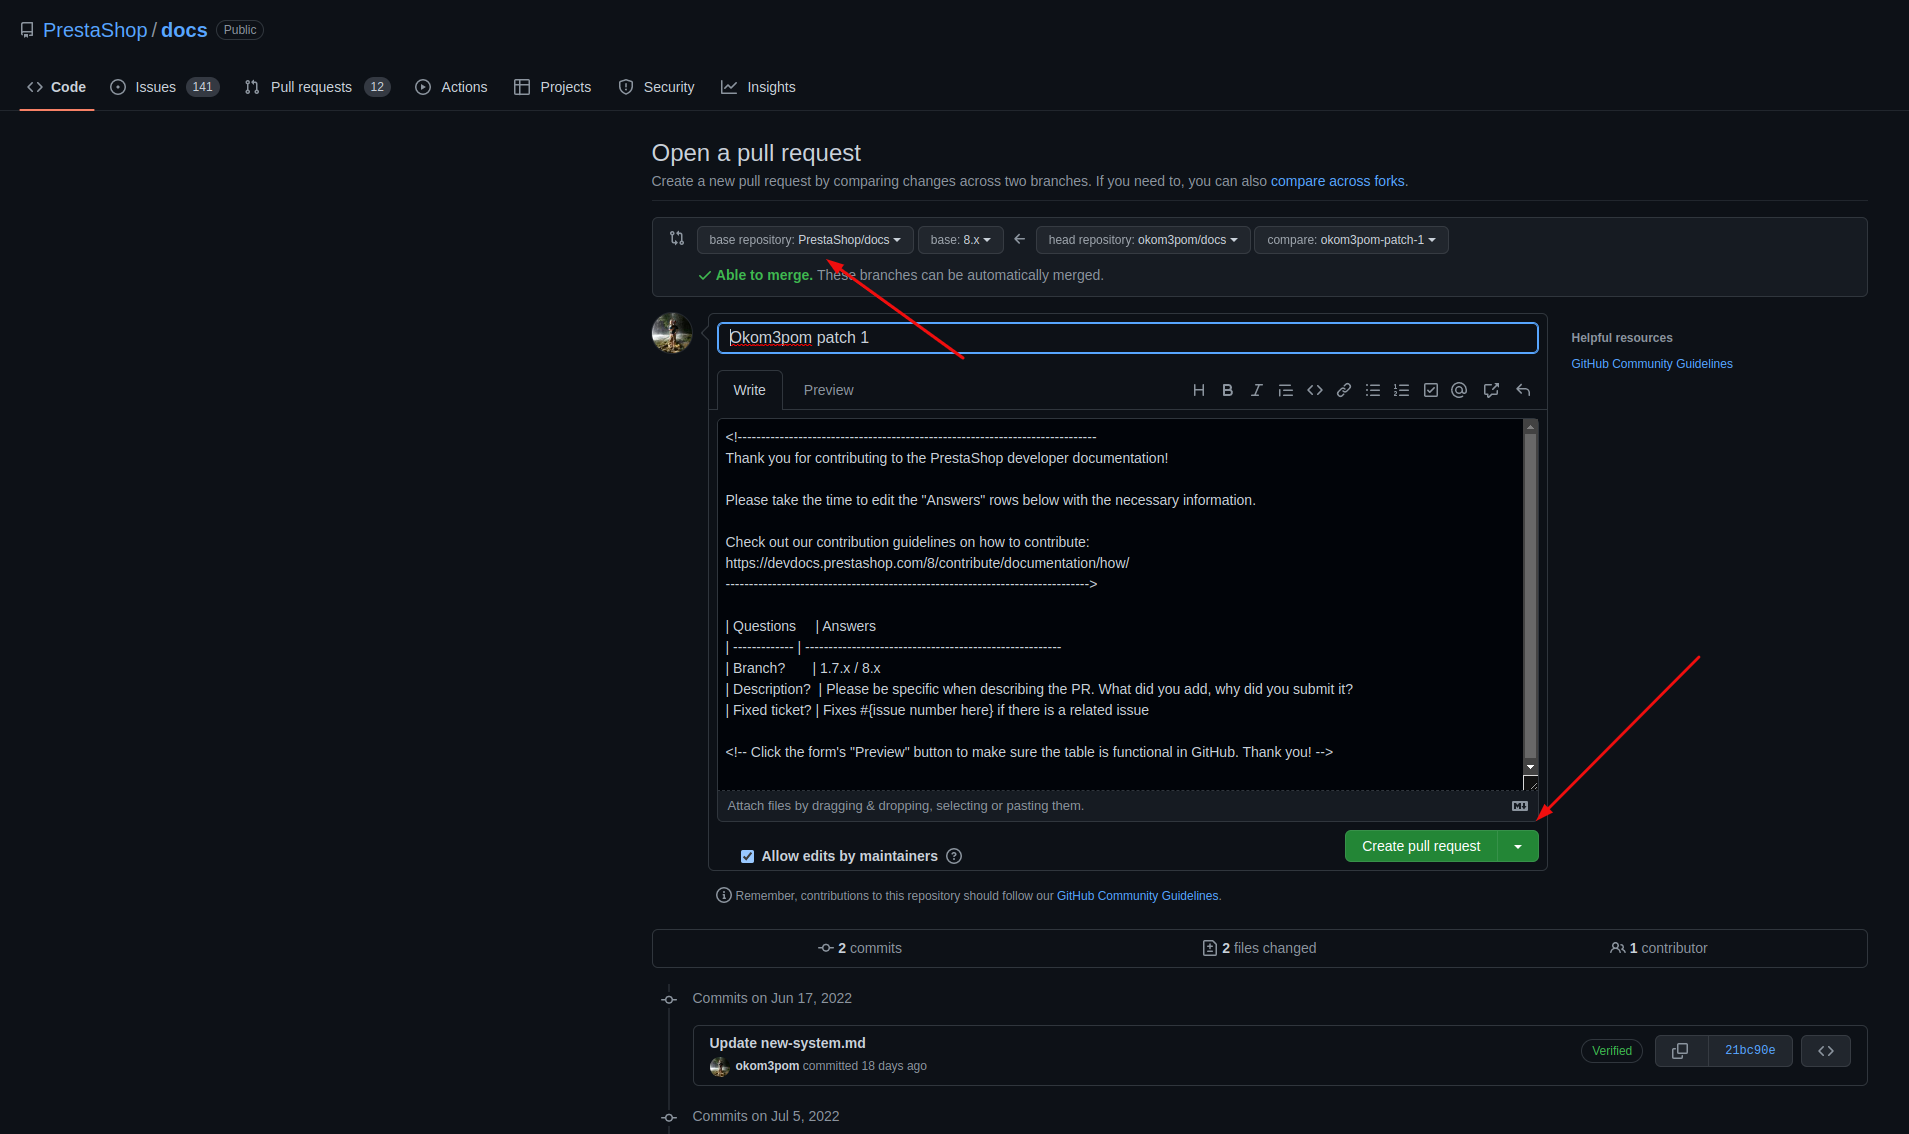 PrestaShop / docs Public
Code Issues 141 Pull requests 12 Actions Projects Security Insights
Open a pull request
Create a new pull request by comparing changes across two branches. If you need to, you can also compare across forks.
base repository: PrestaShop/docs base: 8.x head repository: okom3pom/docs compare: okom3pom-patch-1
Able to merge. These branches can be automatically merged.
Okom3pom patch 1
Helpful resources
GitHub Community Guidelines
Write Preview
<!------------------------------------------------------------------------------
Thank you for contributing to the PrestaShop developer documentation!
Please take the time to edit the "Answers" rows below with the necessary information.
Check out our contribution guidelines on how to contribute:
https://devdocs.prestashop.com/8/contribute/documentation/how/
------------------------------------------------------------------------------>
| Questions | Answers
| ------------- | -------------------------------------------------------
| Branch? | 1.7.x / 8.x
| Description? | Please be specific when describing the PR. What did you add, why did you submit it?
| Fixed ticket? | Fixes #{issue number here} if there is a related issue
<!-- Click the form's "Preview" button to make sure the table is functional in GitHub. Thank you! -->
Attach files by dragging & dropping, selecting or pasting them.
Allow edits by maintainers
Create pull request
Remember, contributions to this repository should follow our GitHub Community Guidelines.
2 commits 2 files changed 1 contributor
Commits on Jun 17, 2022
Update new-system.md
okom3pom committed 18 days ago
Verified 21bc90e
Commits on Jul 5, 2022